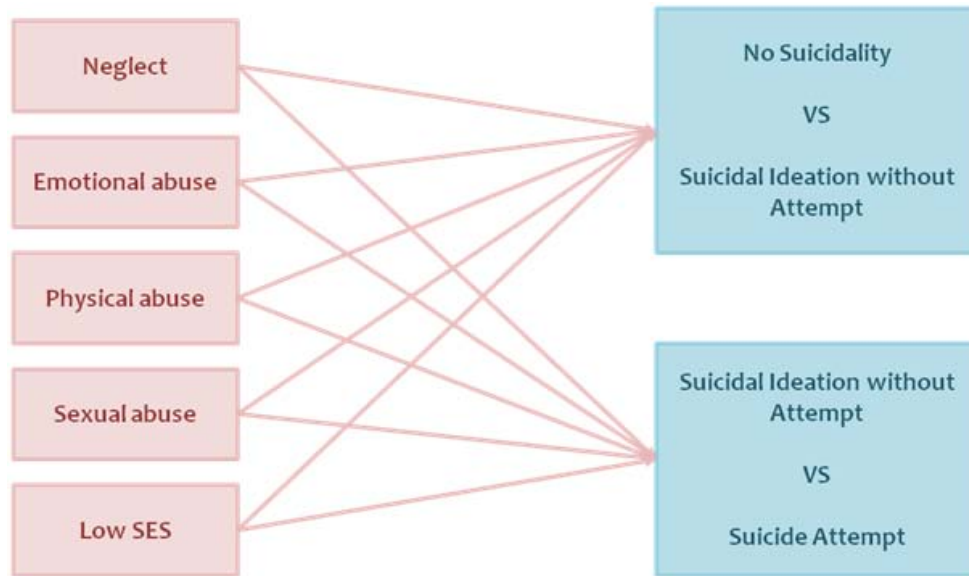 Neglect
Emotional abuse
Physical abuse
Sexual abuse
Low SES
No Suicidality
VS
Suicidal Ideation without
Attempt
Suicidal Ideation without
Attempt
VS
Suicide Attempt